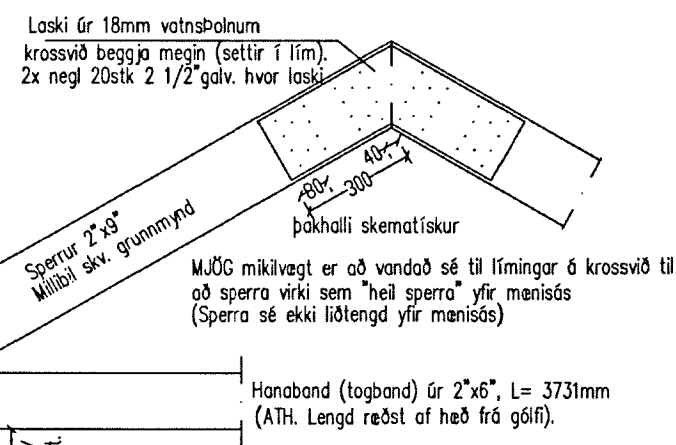 Laski úr 18mm vatnsþolnum
krossvið beggja megin (settir í lím).
2x negl 20stk 2 1/2"galv. hvor laski
80
300
40
þakhalli skematískur
Sperrur 2"x9"
Millibil skv. grunnmynd
MJÖG mikilvægt er að vandað sé til límingar á krossvið til
að sperra virki sem "heil sperra" yfir mænisás
(Sperra sé ekki liðtengd yfir mænisás)
Hanaband (togband) úr 2"x6", L= 3731mm
(ATH. Lengd ræðst af hæð frá gólfi).